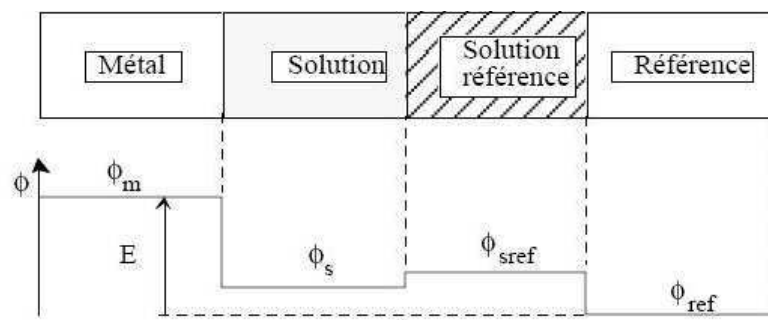 Métal
Solution
Solution
référence
Référence
ϕ
ϕm
E
ϕs
ϕsref
ϕref